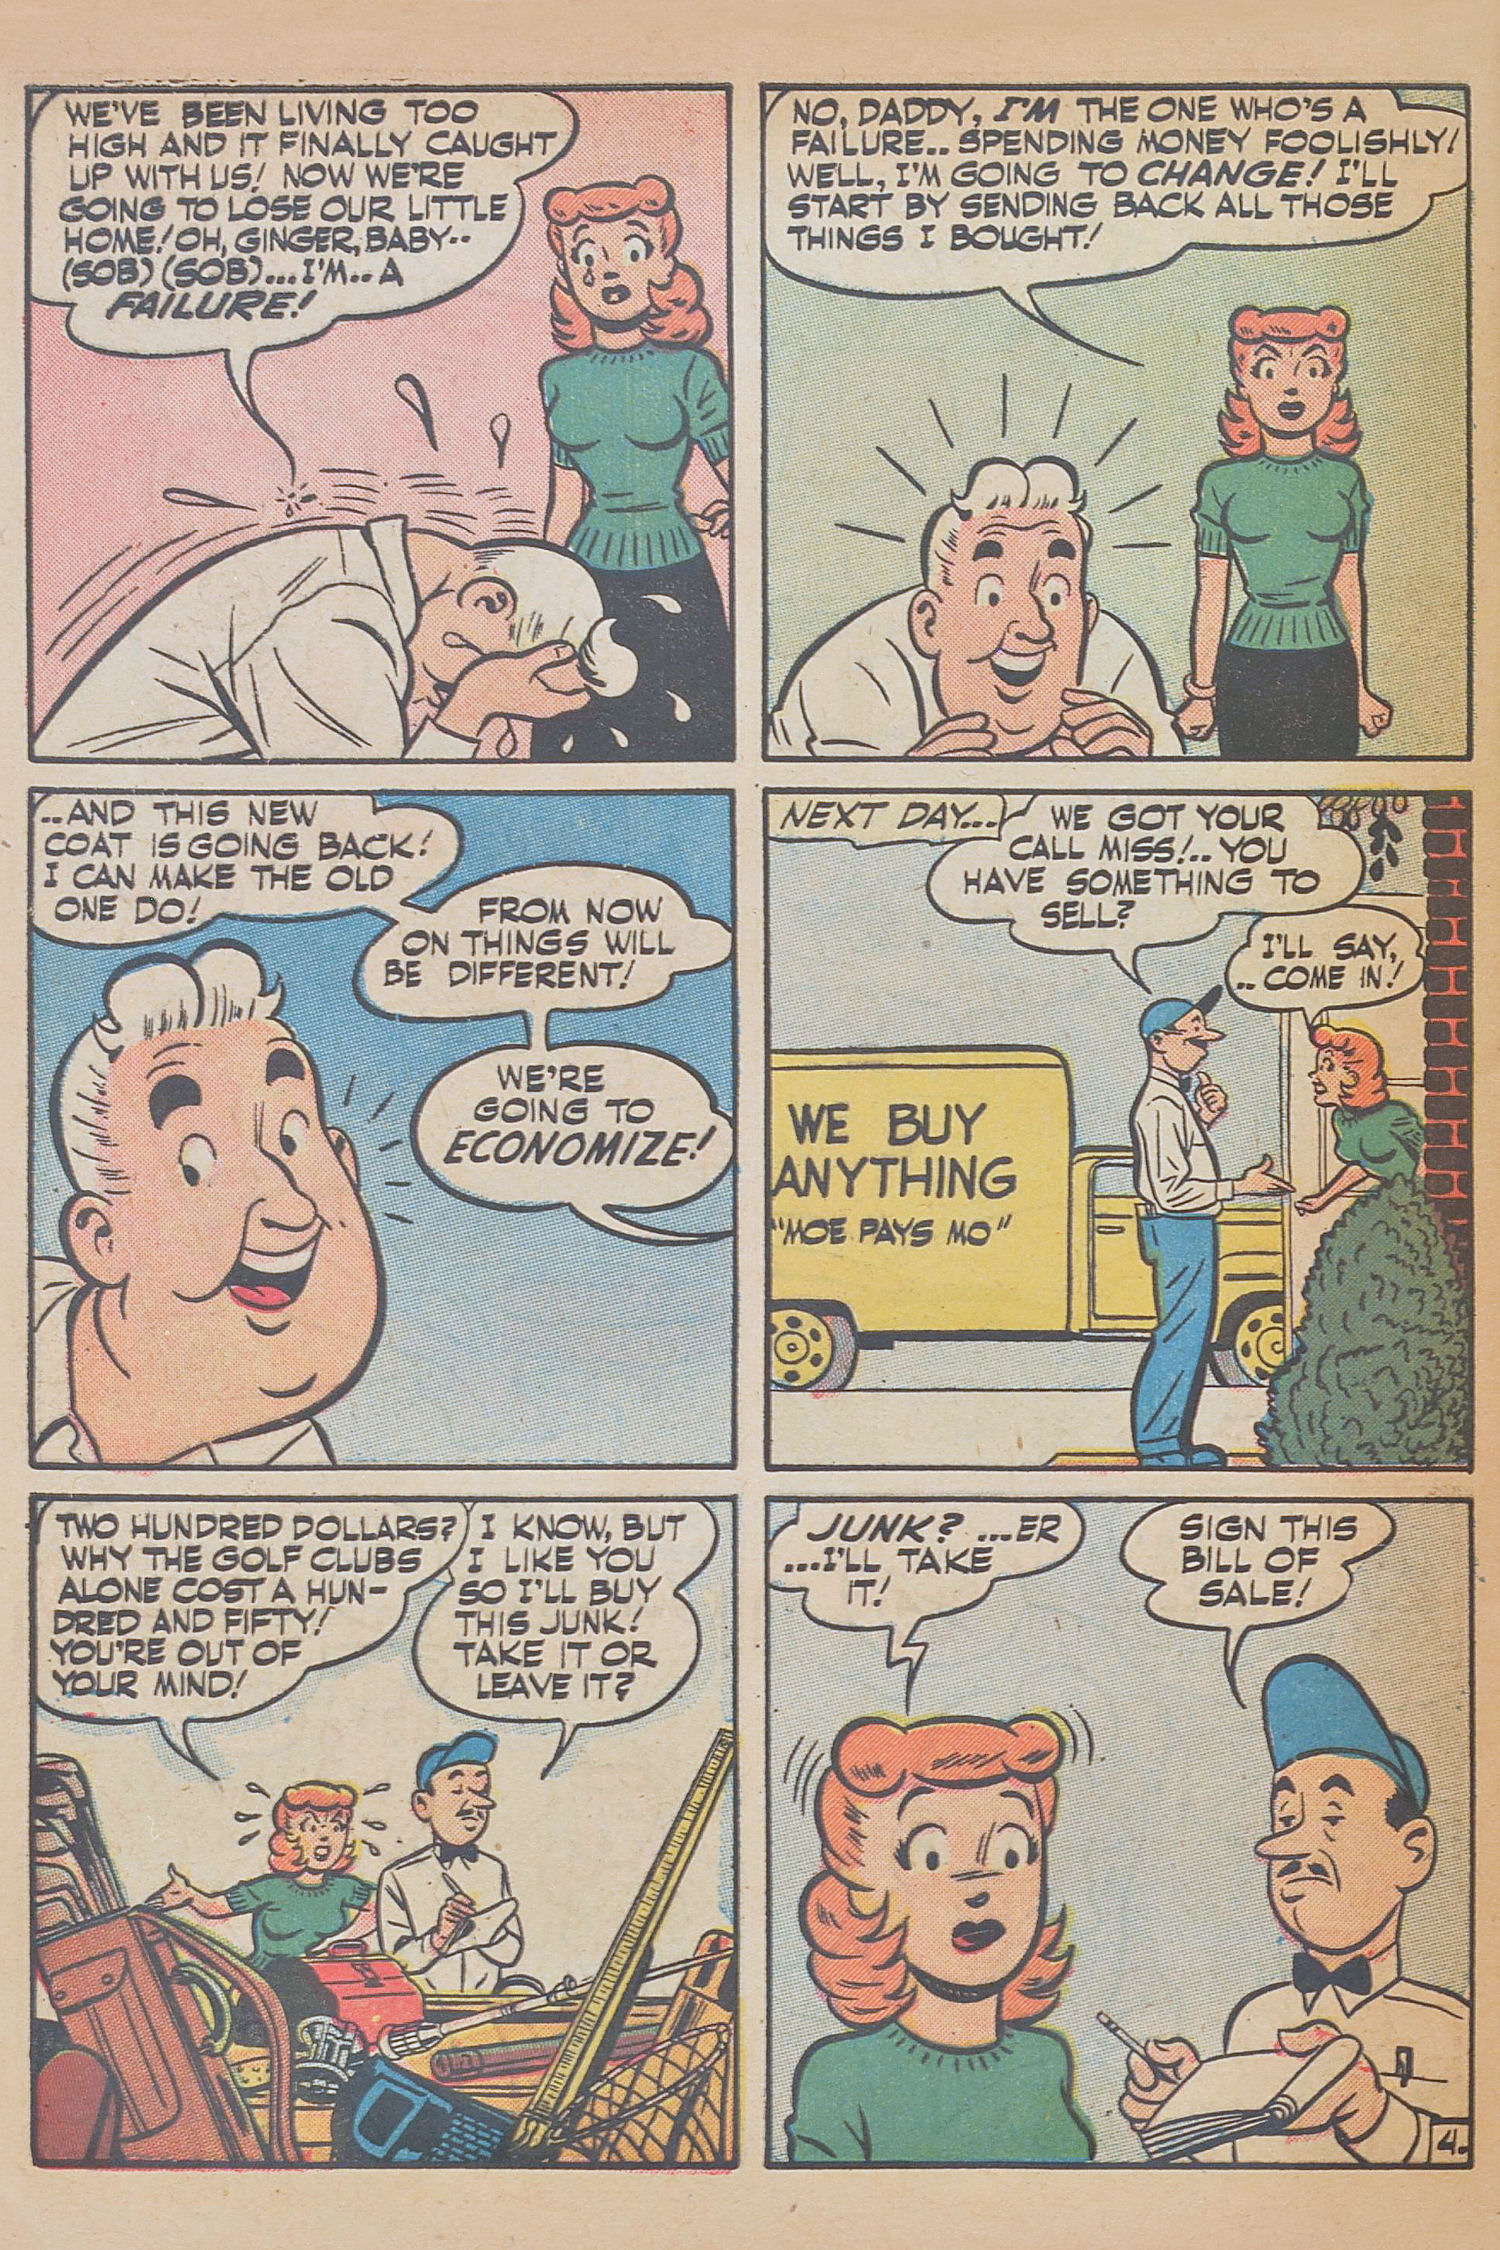 WE'VE BEEN LIVING TOO
HIGH AND IT FINALLY CAUGHT
UP WITH US! NOW WE'RE
GOING TO LOSE OUR LITTLE
HOME! OH, GINGER, BABY--
(SOB) (SOB)...I'M.. A
FAILURE!
NO, DADDY, I'M THE ONE WHO'S A
FAILURE.. SPENDING MONEY FOOLISHLY!
WELL, I'M GOING TO CHANGE! I'LL
START BY SENDING BACK ALL THOSE
THINGS I BOUGHT!
..AND THIS NEW
COAT IS GOING BACK!
I CAN MAKE THE OLD
ONE DO!
FROM NOW
ON THINGS WILL
BE DIFFERENT!
WE'RE
GOING TO
ECONOMIZE!
NEXT DAY...
WE GOT YOUR
CALL MISS!.. YOU
HAVE SOMETHING TO
SELL?
I'LL SAY,
..COME IN!
WE BUY
ANYTHING
"MOE PAYS MO"
TWO HUNDRED DOLLARS?
WHY THE GOLF CLUBS
ALONE COST A HUN-
DRED AND FIFTY!
YOU'RE OUT OF
YOUR MIND!
I KNOW, BUT
I LIKE YOU
SO I'LL BUY
THIS JUNK!
TAKE IT OR
LEAVE IT?
JUNK? ...ER
...I'LL TAKE
IT!
SIGN THIS
BILL OF
SALE!
4.